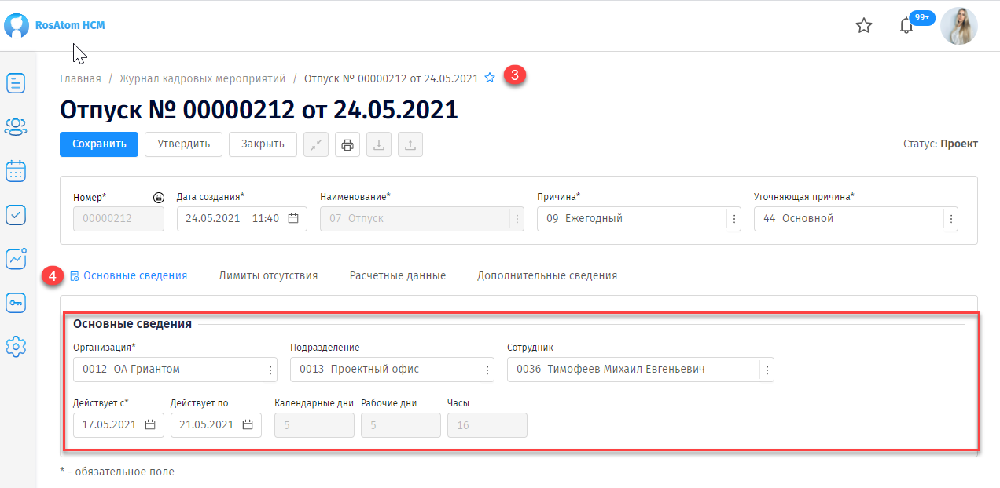 RosAtom HCM
99+
Главная / Журнал кадровых мероприятий / Отпуск № 00000212 от 24.05.2021
3
Отпуск № 00000212 от 24.05.2021
Сохранить Утвердить Закрыть Статус: Проект
Номер* Дата создания* Наименование* Причина* Уточняющая причина*
00000212 24.05.2021 11:40 07 Отпуск 09 Ежегодный 44 Основной
4 Основные сведения Лимиты отсутствия Расчетные данные Дополнительные сведения
Основные сведения
Организация* Подразделение Сотрудник
0012 ОА Гриантом 0013 Проектный офис 0036 Тимофеев Михаил Евгеньевич
Действует с* Действует по Календарные дни Рабочие дни Часы
17.05.2021 21.05.2021 5 5 16
* - обязательное поле